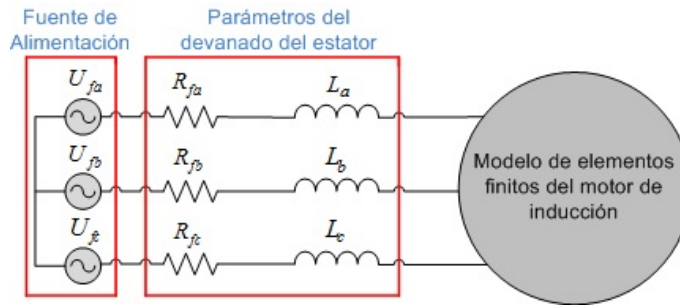 Fuente de
Alimentación
Parámetros del
devanado del estator
U_fa
R_fa
L_a
U_fb
R_fb
L_b
U_fc
R_fc
L_c
Modelo de elementos
finitos del motor de
inducción